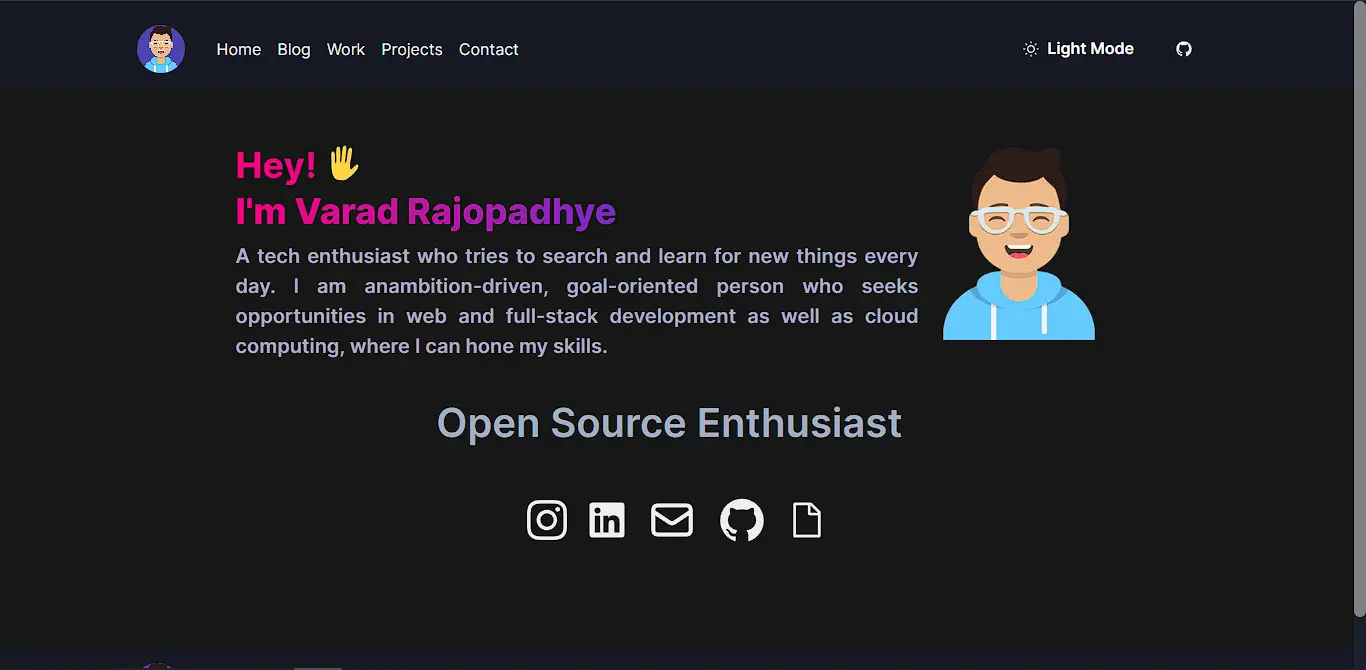 Home Blog Work Projects Contact
Light Mode
Hey! 🖐
I'm Varad Rajopadhye
A tech enthusiast who tries to search and learn for new things every
day. I am anambition-driven, goal-oriented person who seeks
opportunities in web and full-stack development as well as cloud
computing, where I can hone my skills.
Open Source Enthusiast
in